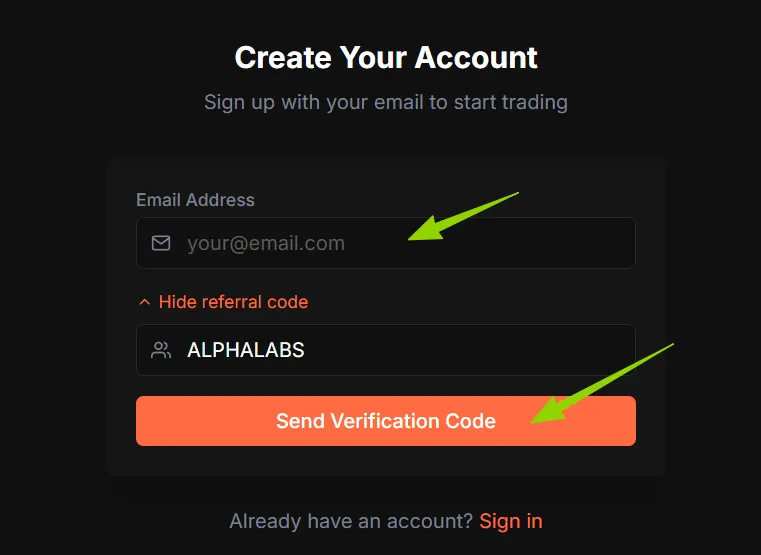 Create Your Account
Sign up with your email to start trading
Email Address
your@email.com
Hide referral code
ALPHALABS
Send Verification Code
Already have an account? Sign in